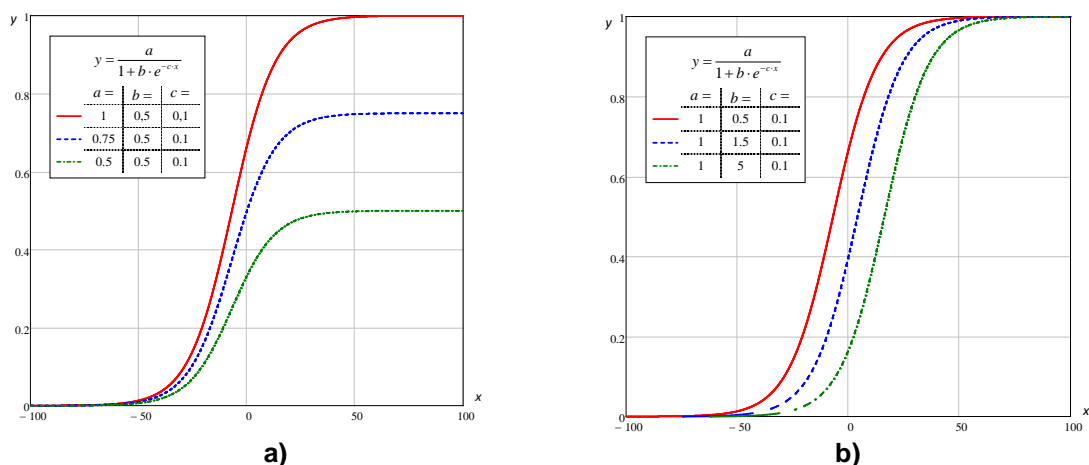 y
1
0.8
0.6
0.4
0.2
0
− 100
− 50
0
50
100
x
y = a / (1 + b · e^(−c·x))
a = b = c =
1 0,5 0,1
0.75 0.5 0.1
0.5 0.5 0.1
a)
y
1
0.8
0.6
0.4
0.2
0
− 100
− 50
0
50
100
x
y = a / (1 + b · e^(−c·x))
a = b = c =
1 0.5 0.1
1 1.5 0.1
1 5 0.1
b)